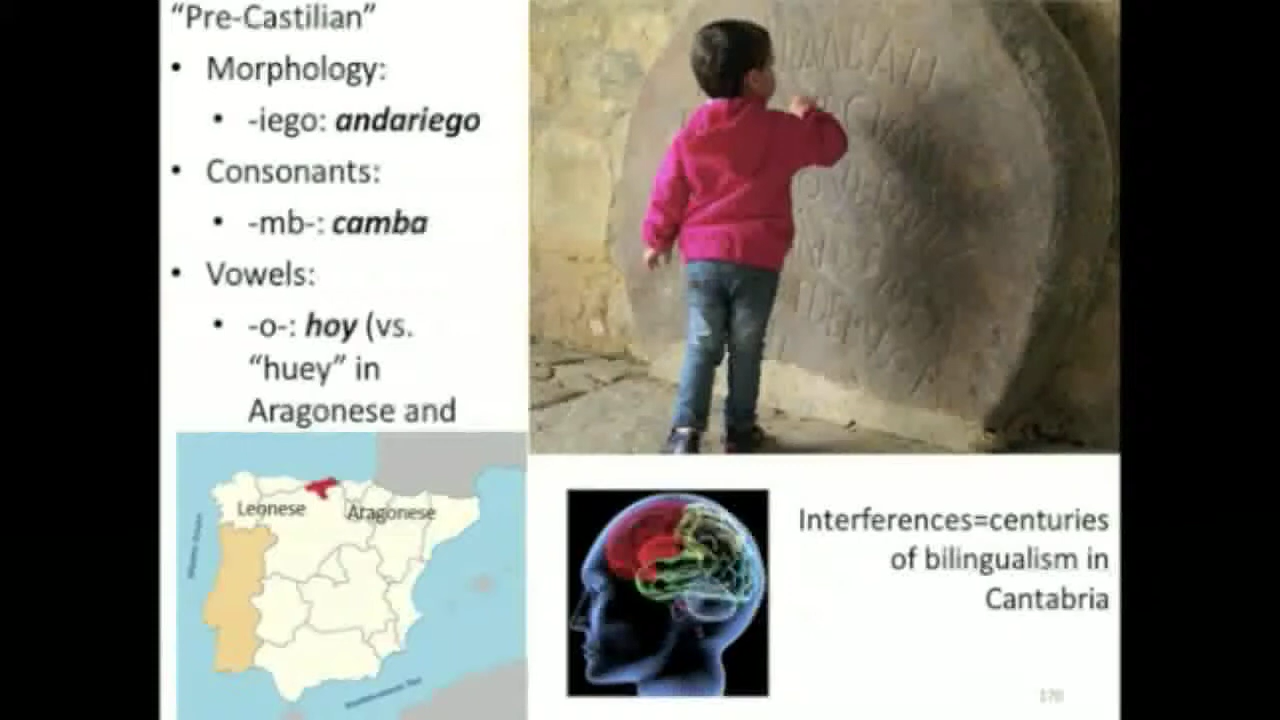 “Pre-Castilian”
• Morphology:
• -iego: andariego
• Consonants:
• -mb-: camba
• Vowels:
• -o-: hoy (vs.
“huey” in
Aragonese and
Leonese
Aragonese
Interferences=centuries
of bilingualism in
Cantabria
170